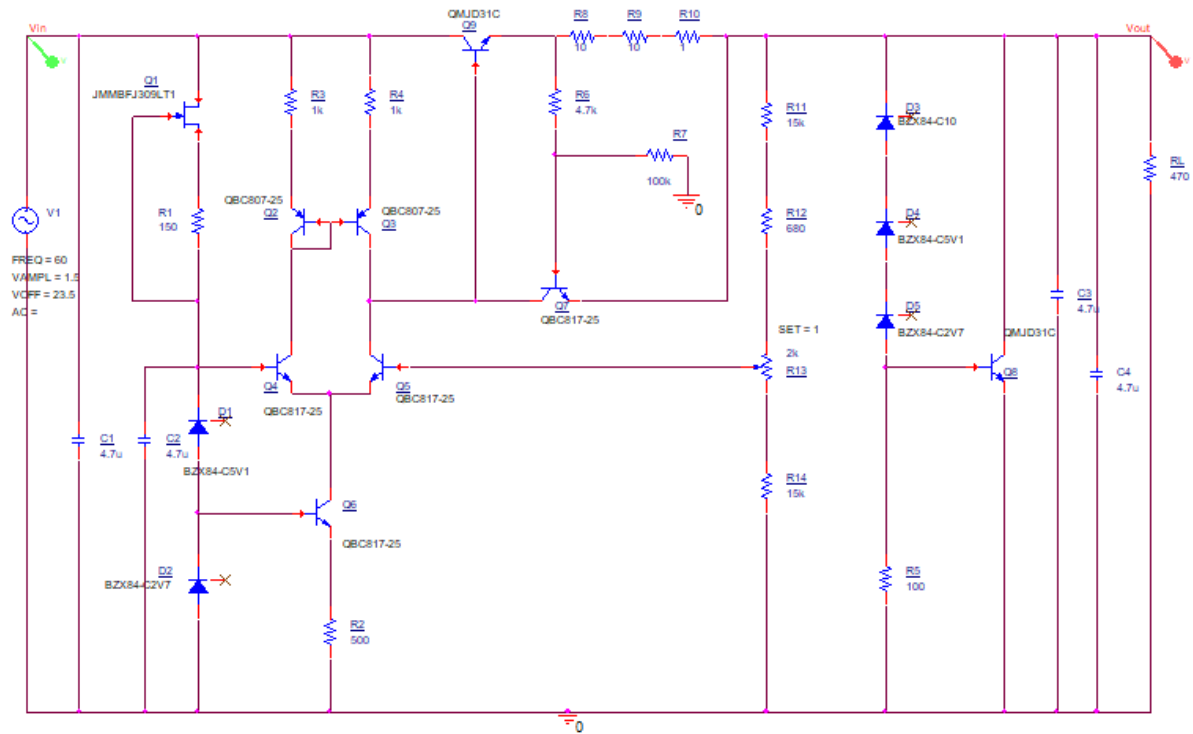 Vin
QMJD31C
Q9
R8
10
R9
10
R10
1
Vout
Q1
JMMBFJ309LT1
R3
1k
R4
1k
R6
4.7k
R11
15k
D3
BZX84-C10
R7
100k
0
RL
470
V1
FREQ = 60
VAMPL = 1.5
VOFF = 23.5
AC =
R1
150
QBC807-25
Q2
QBC807-25
Q3
R12
680
D4
BZX84-C5V1
Q7
QBC817-25
D5
BZX84-C2V7
C3
4.7u
SET = 1
2k
R13
QMJD31C
Q8
C4
4.7u
Q4
QBC817-25
Q5
QBC817-25
D1
BZX84-C5V1
C1
4.7u
C2
4.7u
Q6
QBC817-25
R14
15k
D2
BZX84-C2V7
R2
500
R5
100
0